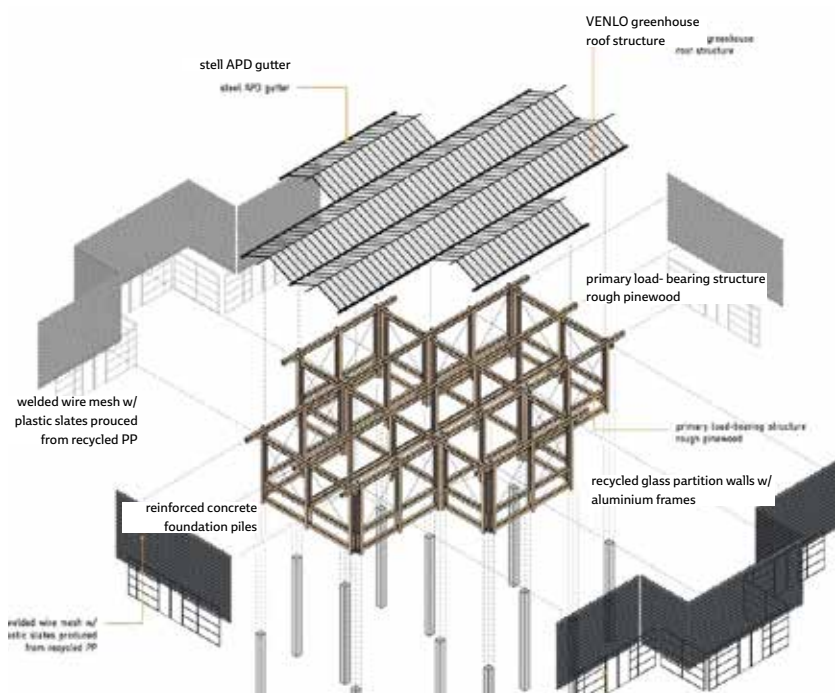 VENLO greenhouse
roof structure
greenhouse
roof structure
stell APD gutter
steel APD gutter
primary load- bearing structure
rough pinewood
welded wire mesh w/
plastic slates prouced
from recycled PP
primary load-bearing structure
rough pinewood
recycled glass partition walls w/
aluminium frames
reinforced concrete
foundation piles
welded wire mesh w/
plastic slates produced
from recycled PP